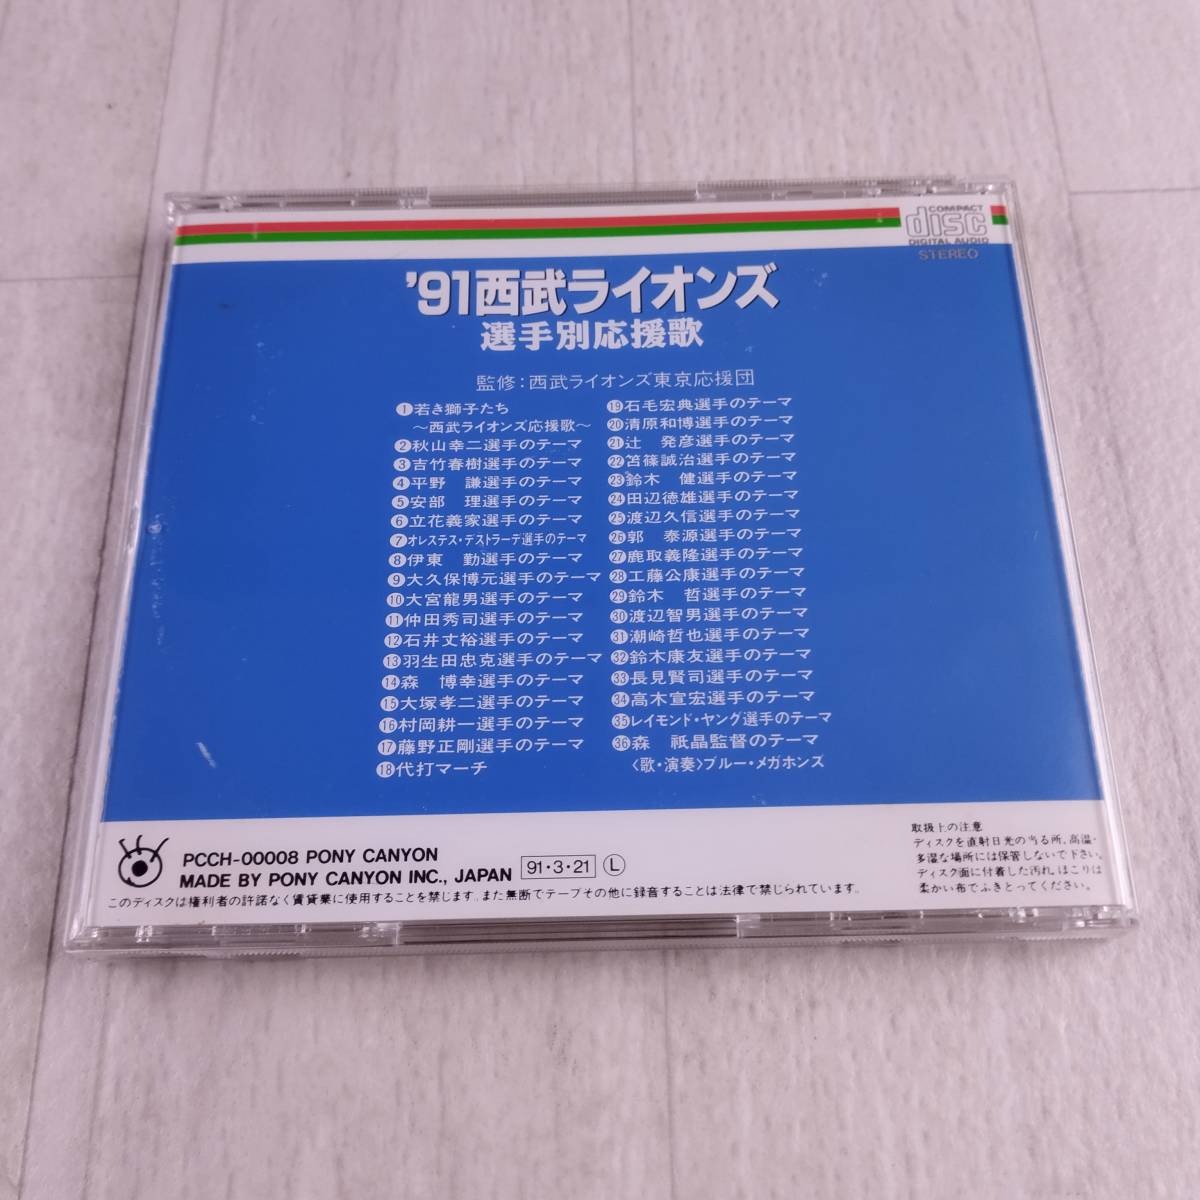 COMPACT
disc
DIGITAL AUDIO
STEREO
'91西武ライオンズ
選手別応援歌
監修：西武ライオンズ東京応援団
①若き獅子たち
〜西武ライオンズ応援歌〜
②秋山幸二選手のテーマ
③吉竹春樹選手のテーマ
④平野　謙選手のテーマ
⑤安部　理選手のテーマ
⑥立花義家選手のテーマ
⑦オレステス・デストラーデ選手のテーマ
⑧伊東　勤選手のテーマ
⑨大久保博元選手のテーマ
⑩大宮龍男選手のテーマ
⑪仲田秀司選手のテーマ
⑫石井丈裕選手のテーマ
⑬羽生田忠克選手のテーマ
⑭森　博幸選手のテーマ
⑮大塚孝二選手のテーマ
⑯村岡耕一選手のテーマ
⑰藤野正剛選手のテーマ
⑱代打マーチ
⑲石毛宏典選手のテーマ
⑳清原和博選手のテーマ
㉑辻　発彦選手のテーマ
㉒笘篠誠治選手のテーマ
㉓鈴木　健選手のテーマ
㉔田辺徳雄選手のテーマ
㉕渡辺久信選手のテーマ
㉖郭　泰源選手のテーマ
㉗鹿取義隆選手のテーマ
㉘工藤公康選手のテーマ
㉙鈴木　哲選手のテーマ
㉚渡辺智男選手のテーマ
㉛潮崎哲也選手のテーマ
㉜鈴木康友選手のテーマ
㉝長見賢司選手のテーマ
㉞高木宣宏選手のテーマ
㉟レイモンド・ヤング選手のテーマ
㊱森　祇晶監督のテーマ
〈歌・演奏〉ブルー・メガホンズ
PCCH-00008 PONY CANYON
MADE BY PONY CANYON INC., JAPAN 91・3・21 Ⓛ
このディスクは権利者の許諾なく賃貸業に使用することを禁じます。また無断でテープその他に録音することは法律で禁じられています。
取扱上の注意
ディスクを直射日光の当る所、高温・
多湿な場所には保管しないで下さい。
ディスク面に付着した汚れ、ほこりは
柔かい布でふきとってください。